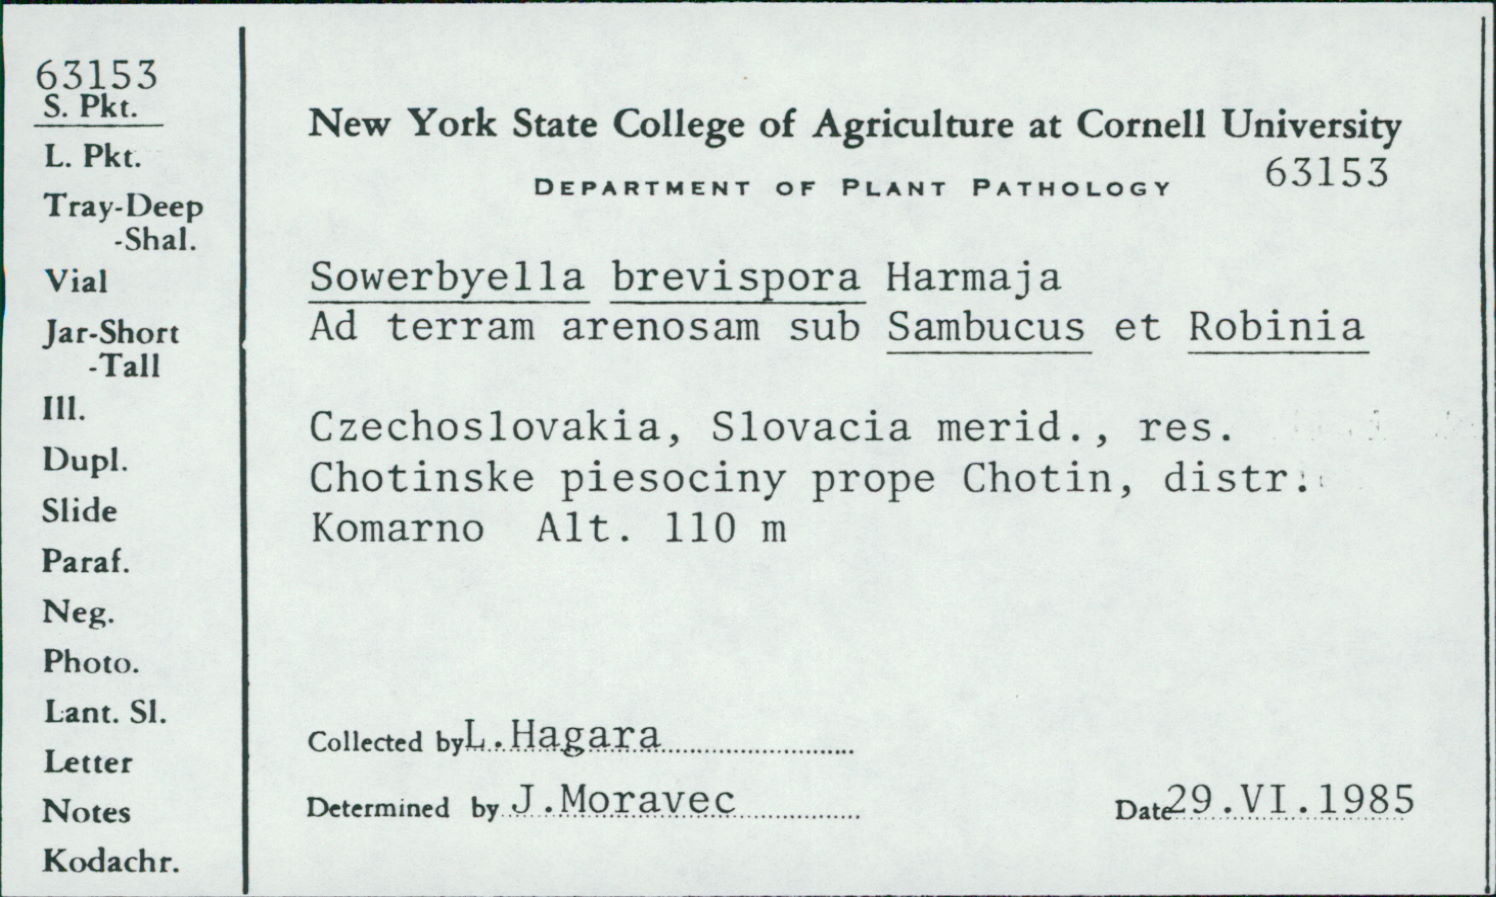 63153
S. Pkt.
L. Pkt.
Tray-Deep
-Shal.
Vial
Jar-Short
-Tall
Ill.
Dupl.
Slide
Paraf.
Neg.
Photo.
Lant. Sl.
Letter
Notes
Kodachr.
New York State College of Agriculture at Cornell University
DEPARTMENT OF PLANT PATHOLOGY 63153
Sowerbyella brevispora Harmaja
Ad terram arenosam sub Sambucus et Robinia
Czechoslovakia, Slovacia merid., res.
Chotinske piesociny prope Chotin, distr.
Komarno Alt. 110 m
Collected by L.Hagara
Determined by J.Moravec Date 29.VI.1985